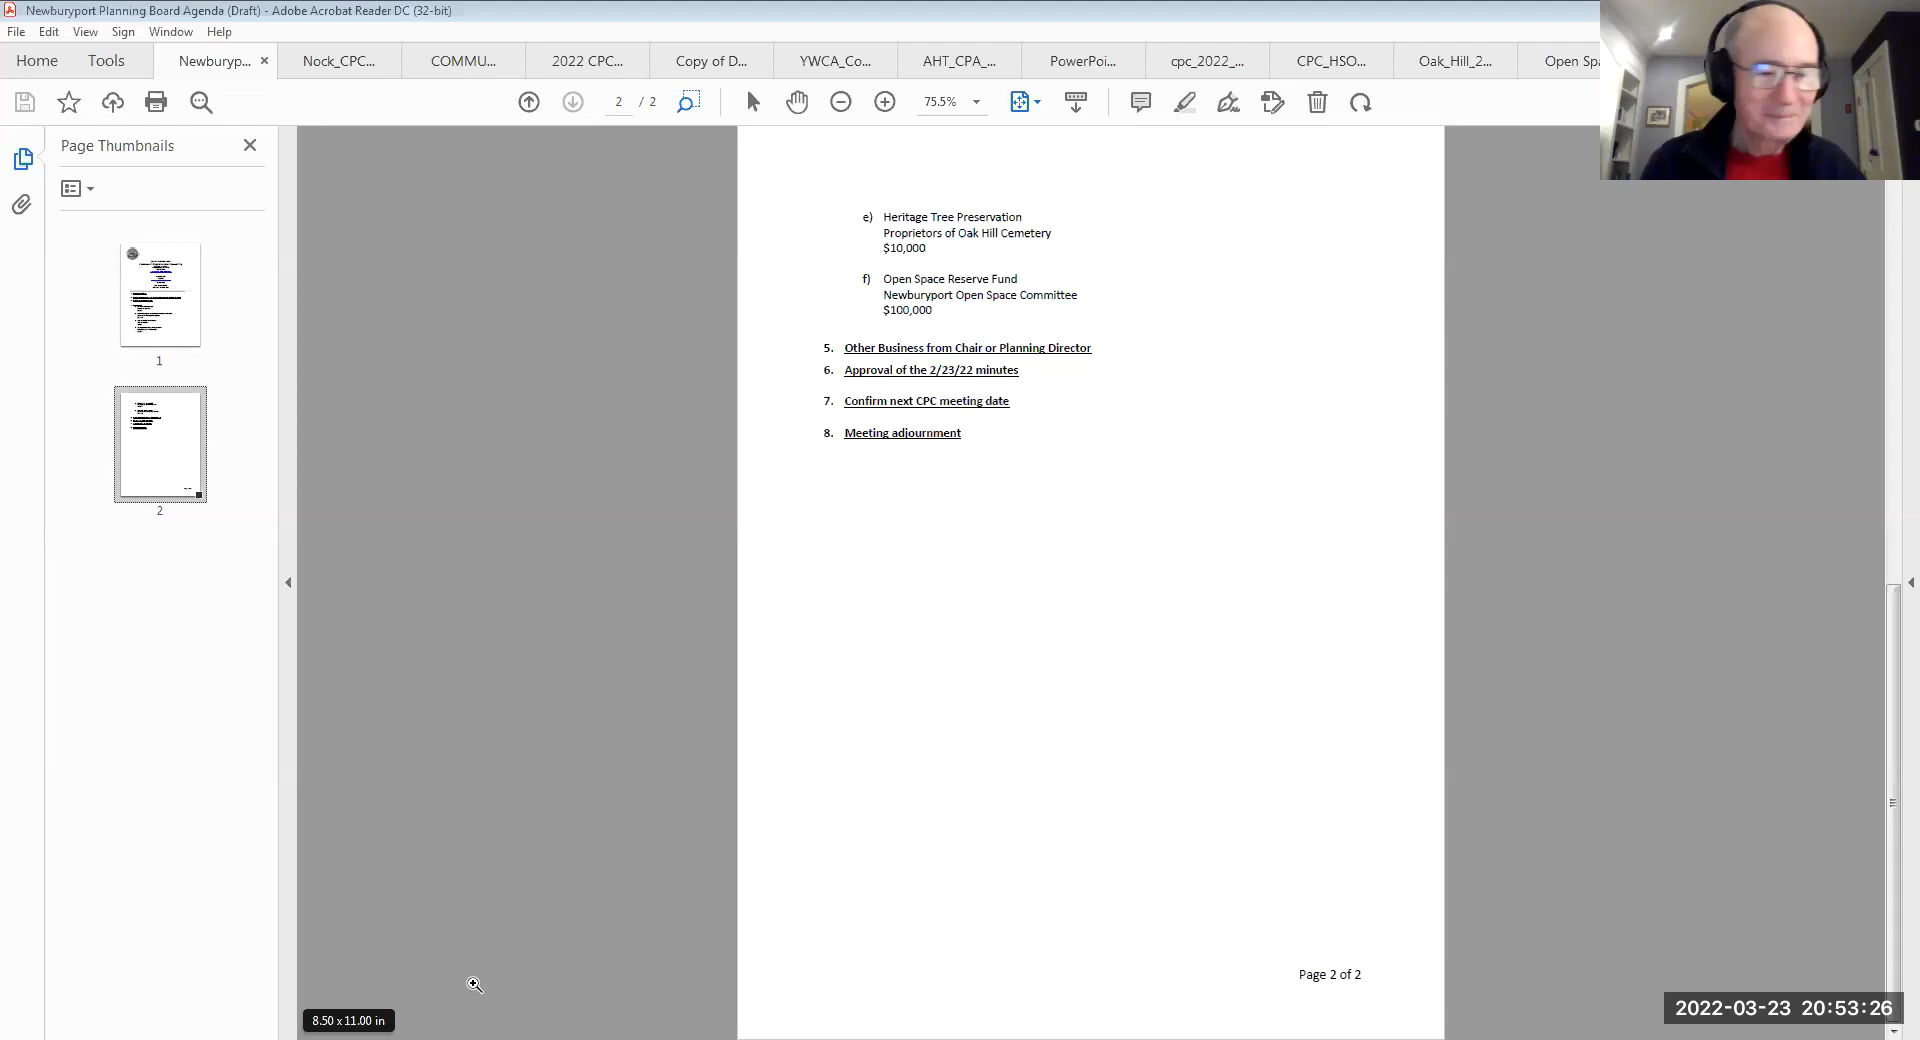 Newburyport Planning Board Agenda (Draft) - Adobe Acrobat Reader DC (32-bit)
File Edit View Sign Window Help
Home Tools Newburyp... Nock_CPC... COMMU... 2022 CPC... Copy of D... YWCA_Co... AHT_CPA_... PowerPoi... cpc_2022_... CPC_HSO... Oak_Hill_2... Open Spa
2 / 2 75.5%
Page Thumbnails
1
2
e) Heritage Tree Preservation
Proprietors of Oak Hill Cemetery
$10,000
f) Open Space Reserve Fund
Newburyport Open Space Committee
$100,000
5. Other Business from Chair or Planning Director
6. Approval of the 2/23/22 minutes
7. Confirm next CPC meeting date
8. Meeting adjournment
Page 2 of 2
8.50 x 11.00 in
2022-03-23 20:53:26